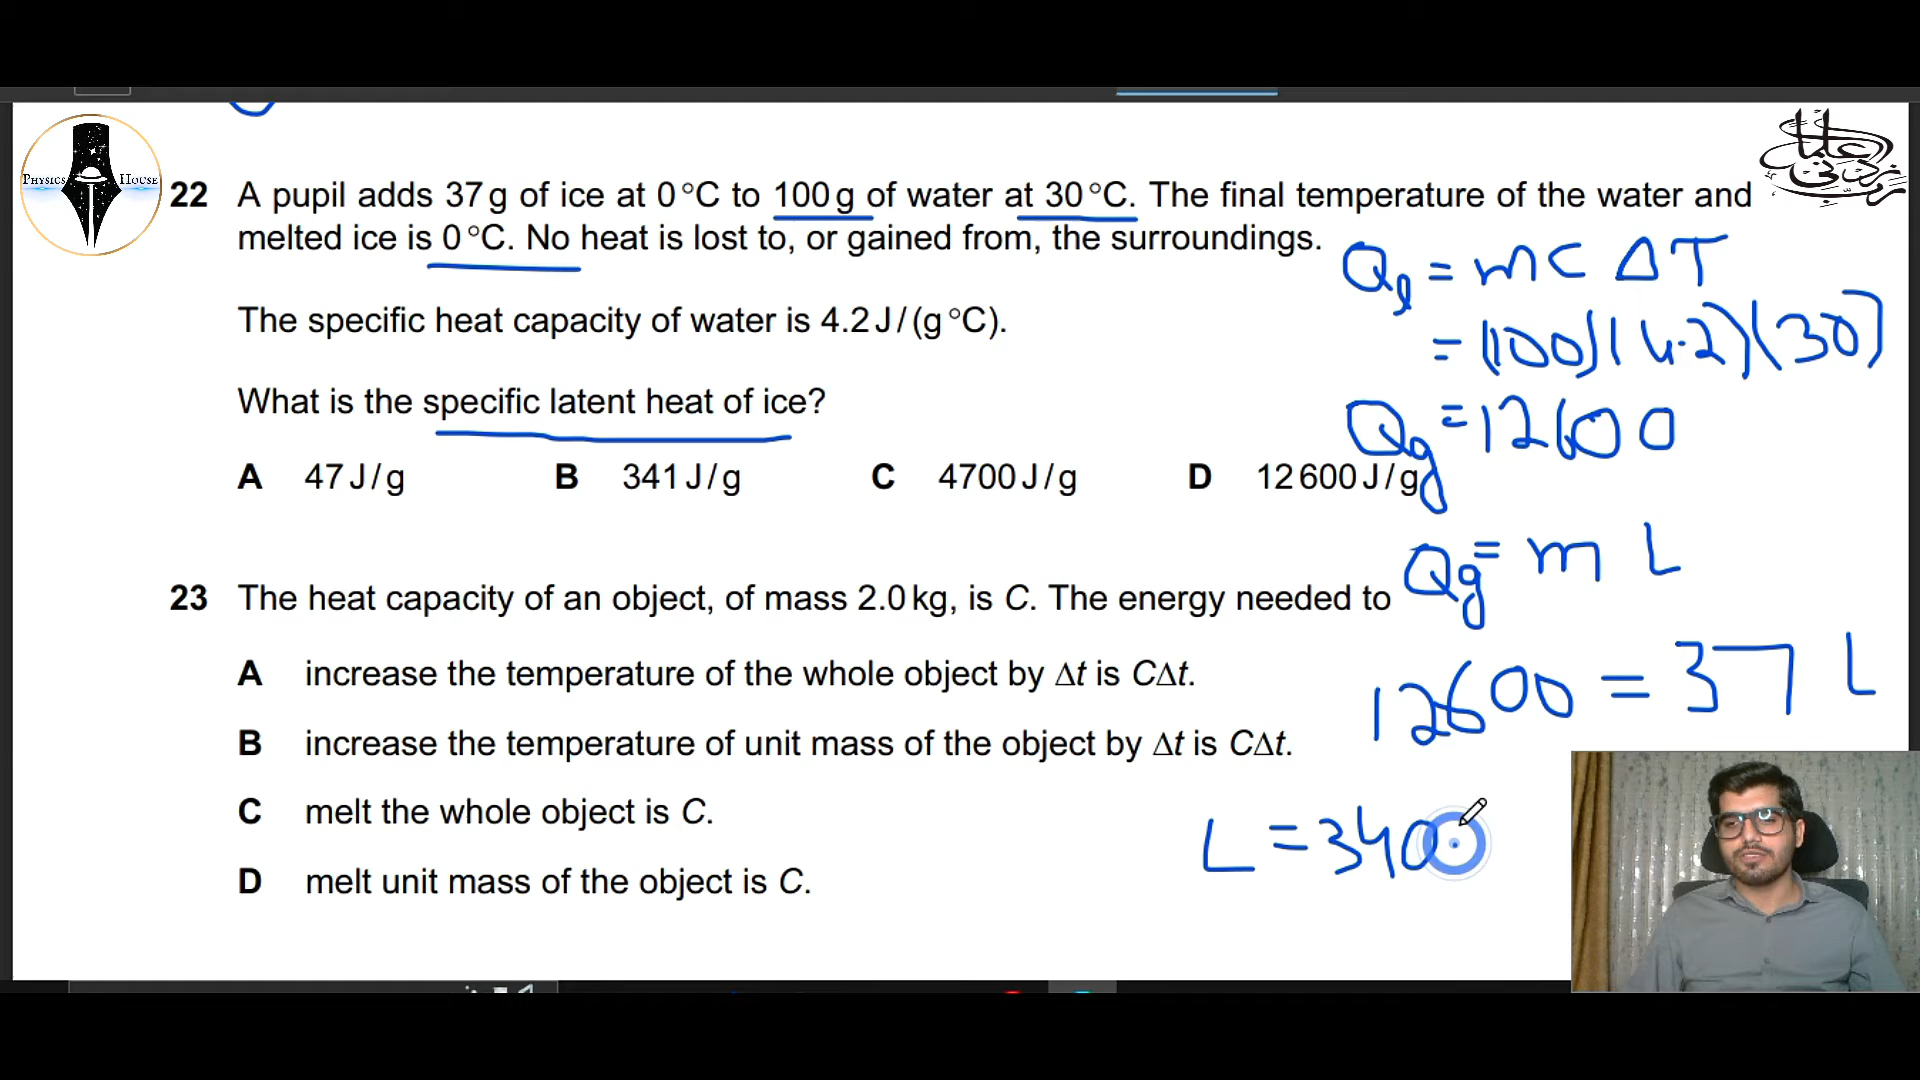 PHYSICS HOUSE
22 A pupil adds 37 g of ice at 0 °C to 100 g of water at 30 °C. The final temperature of the water and
melted ice is 0 °C. No heat is lost to, or gained from, the surroundings.
The specific heat capacity of water is 4.2 J / (g °C).
What is the specific latent heat of ice?
A 47 J / g B 341 J / g C 4700 J / g D 12 600 J / g
Ql = mc ΔT
= (100)(4.2)(30)
Qg = 12600
Qg = m L
12600 = 37 L
L = 340
23 The heat capacity of an object, of mass 2.0 kg, is C. The energy needed to
A increase the temperature of the whole object by Δt is CΔt.
B increase the temperature of unit mass of the object by Δt is CΔt.
C melt the whole object is C.
D melt unit mass of the object is C.